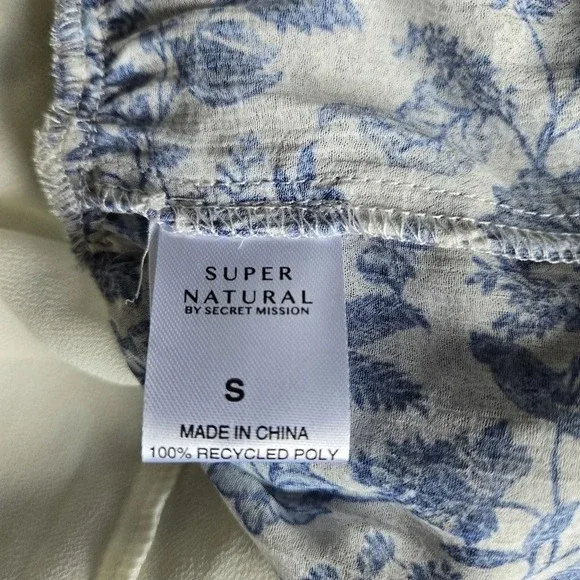 SUPER
NATURAL
BY SECRET MISSION
S
MADE IN CHINA
100% RECYCLED POLY